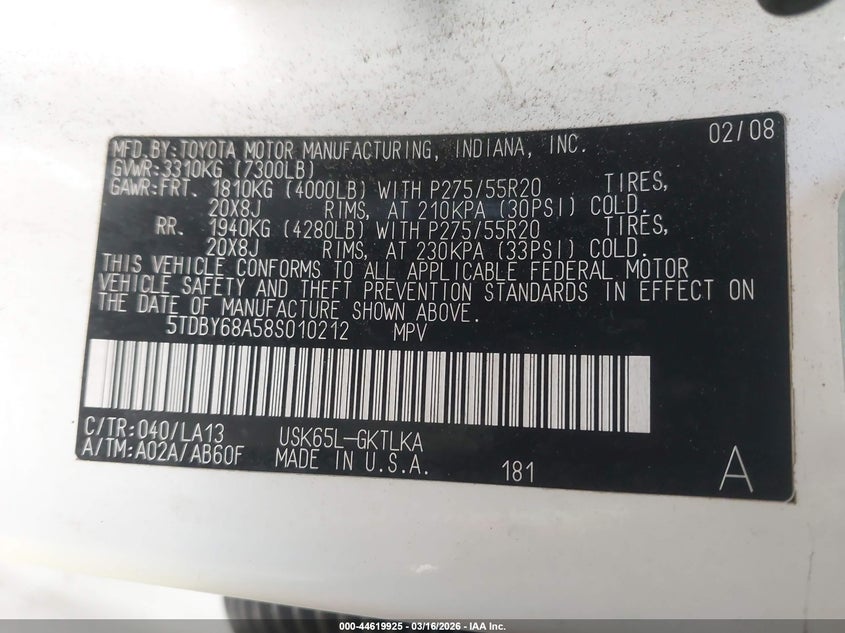 02/08
MFD.BY:TOYOTA MOTOR MANUFACTURING, INDIANA, INC.
GVWR:3310KG (7300LB)
GAWR:FRT. 1810KG (4000LB) WITH P275/55R20 TIRES,
20X8J RIMS, AT 210KPA (30PSI) COLD.
RR. 1940KG (4280LB) WITH P275/55R20 TIRES,
20X8J RIMS, AT 230KPA (33PSI) COLD.
THIS VEHICLE CONFORMS TO ALL APPLICABLE FEDERAL MOTOR
VEHICLE SAFETY AND THEFT PREVENTION STANDARDS IN EFFECT ON
THE DATE OF MANUFACTURE SHOWN ABOVE.
5TDBY68A58S010212 MPV
C/TR:040/LA13 USK65L-GKTLKA
A/TM:A02A/AB60F MADE IN U.S.A. 181 A
000-44619925 - 03/16/2026 - IAA Inc.